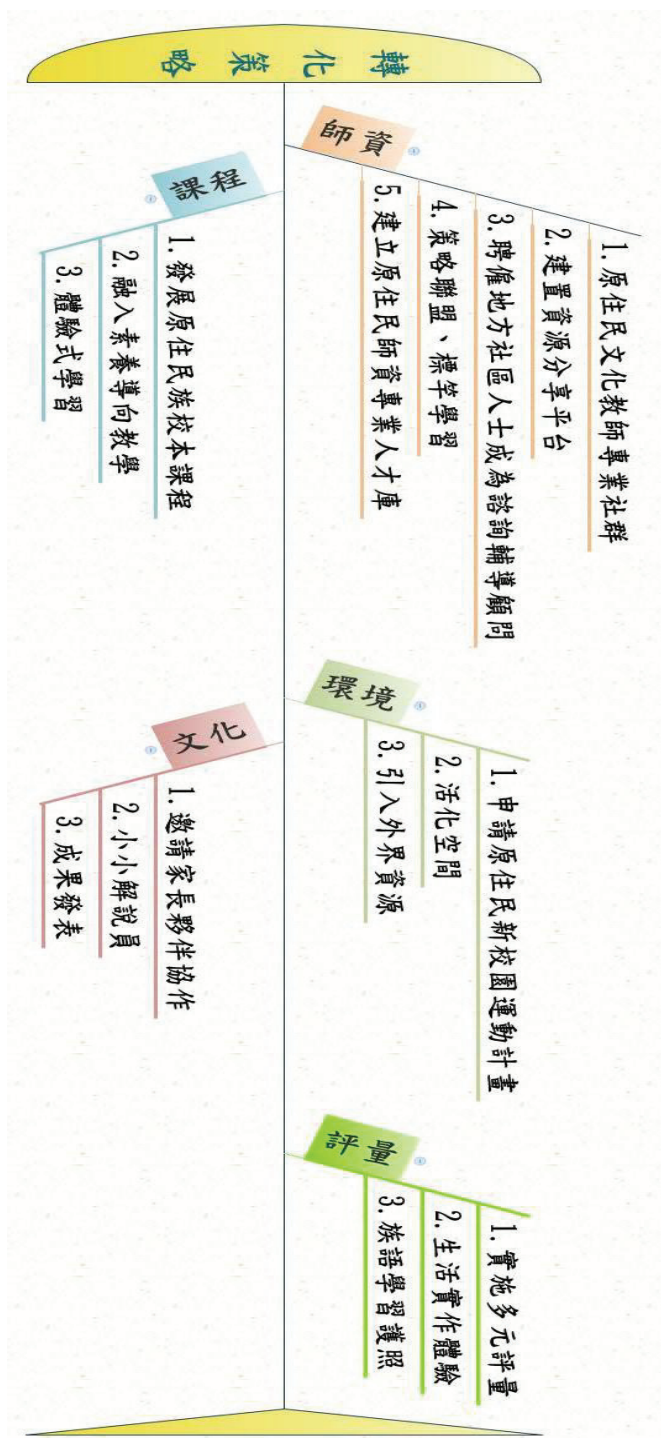 轉化策略
師資
1. 原住民文化教師專業社群
2. 建置資源分享平台
3. 聘僱地方社區人士成為諮詢輔導顧問
4. 策略聯盟、標竿學習
5. 建立原住民師資專業人才庫
課程
1. 發展原住民族校本課程
2. 融入素養導向教學
3. 體驗式學習
環境
1. 申請原住民新校園運動計畫
2. 活化空間
3. 引入外界資源
文化
1. 邀請家長夥伴協作
2. 小小解說員
3. 成果發表
評量
1. 實施多元評量
2. 生活實作體驗
3. 族語學習護照